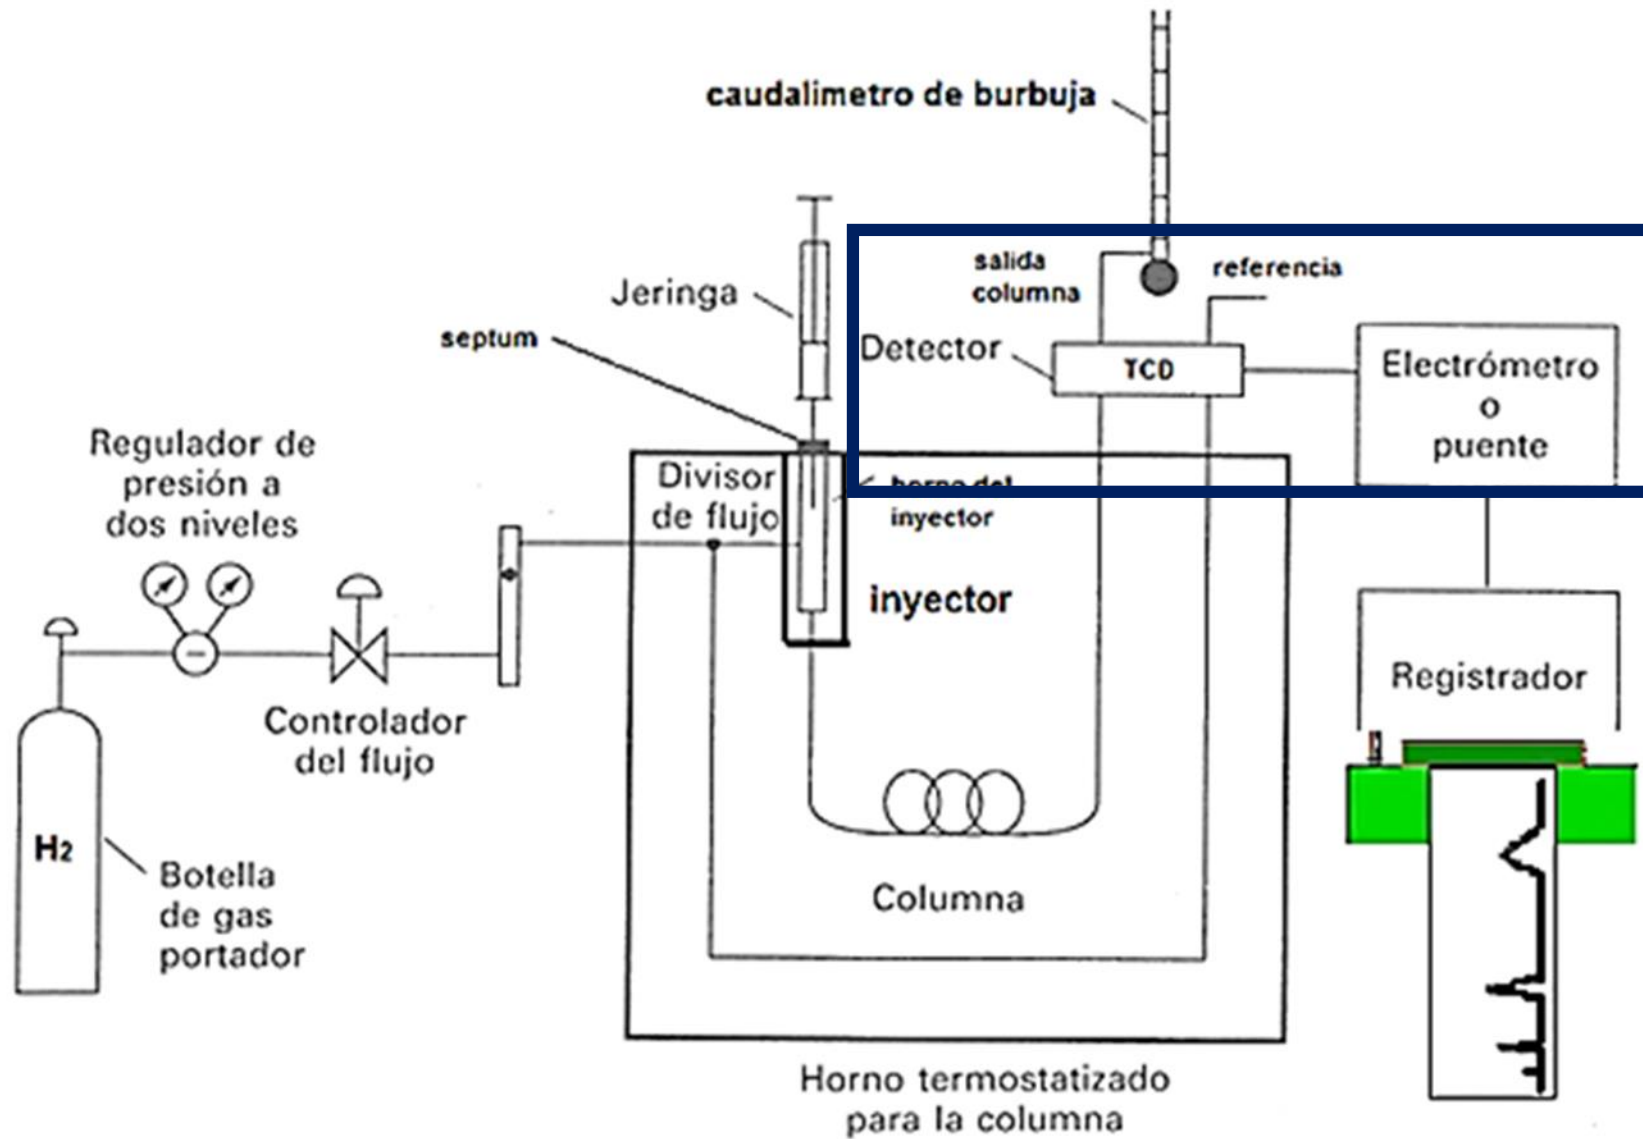 caudalimetro de burbuja
salida
columna
referencia
Jeringa
septum
Detector
TCD
Electrómetro
o
puente
Regulador de
presión a
dos niveles
Divisor
de flujo
horno del
inyector
inyector
Controlador
del flujo
Registrador
H2
Botella
de gas
portador
Columna
Horno termostatizado
para la columna